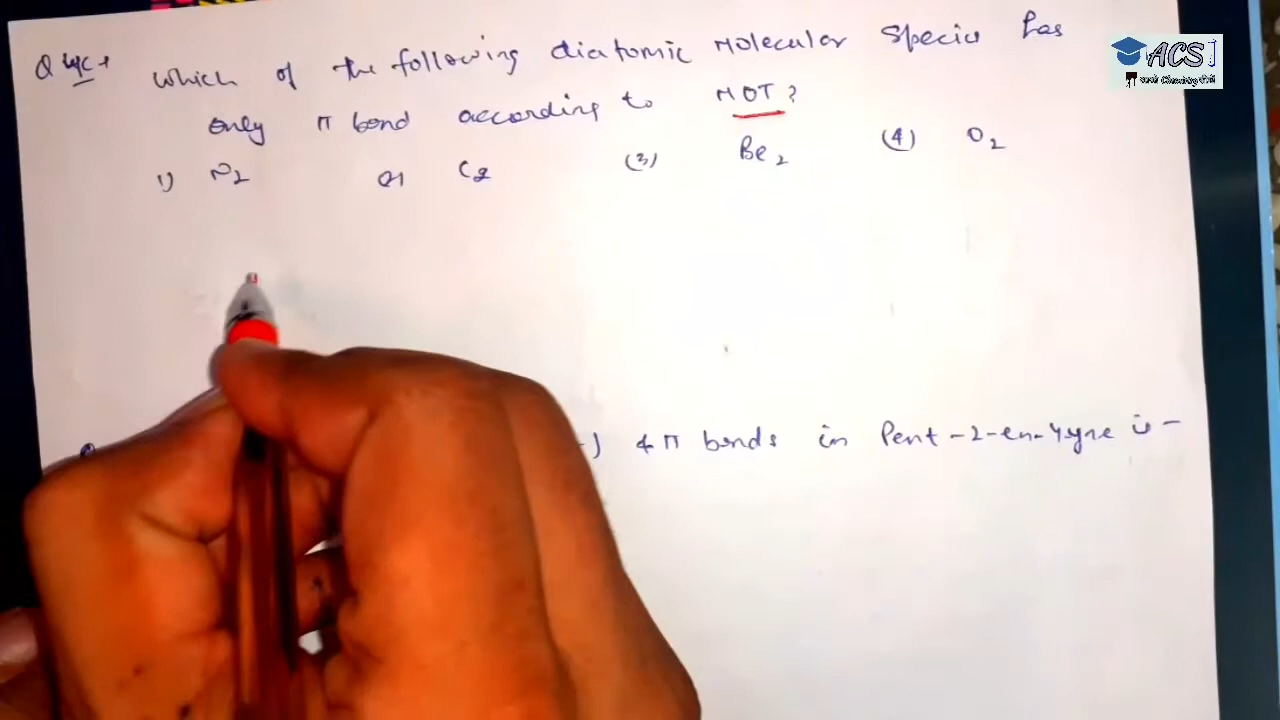 which of the following diatomic Molecular Species has
only π bond according to MOT?
1) N2 2) C2 (3) Be2 (4) O2
ACS
) 4 π bonds in Pent-2-en-4yne is -